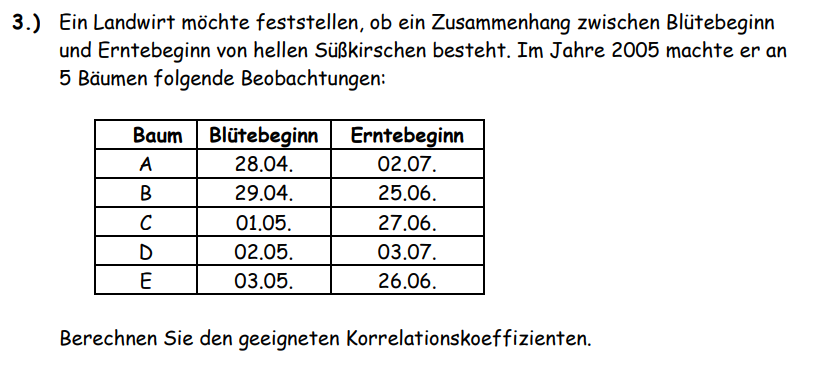 3.) Ein Landwirt möchte feststellen, ob ein Zusammenhang zwischen Blütebeginn
und Erntebeginn von hellen Süßkirschen besteht. Im Jahre 2005 machte er an
5 Bäumen folgende Beobachtungen:
Baum Blütebeginn Erntebeginn
A 28.04. 02.07.
B 29.04. 25.06.
C 01.05. 27.06.
D 02.05. 03.07.
E 03.05. 26.06.
Berechnen Sie den geeigneten Korrelationskoeffizienten.